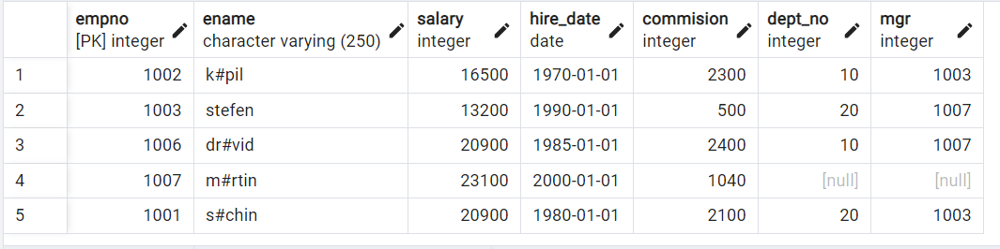 empno ename salary hire_date commision dept_no mgr
[PK] integer character varying (250) integer date integer integer integer
1 1002 k#pil 16500 1970-01-01 2300 10 1003
2 1003 stefen 13200 1990-01-01 500 20 1007
3 1006 dr#vid 20900 1985-01-01 2400 10 1007
4 1007 m#rtin 23100 2000-01-01 1040 [null] [null]
5 1001 s#chin 20900 1980-01-01 2100 20 1003